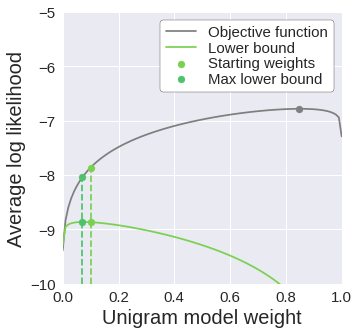 Objective function
Lower bound
Starting weights
Max lower bound
Average log likelihood
−5
−6
−7
−8
−9
−10
0.0 0.2 0.4 0.6 0.8 1.0
Unigram model weight